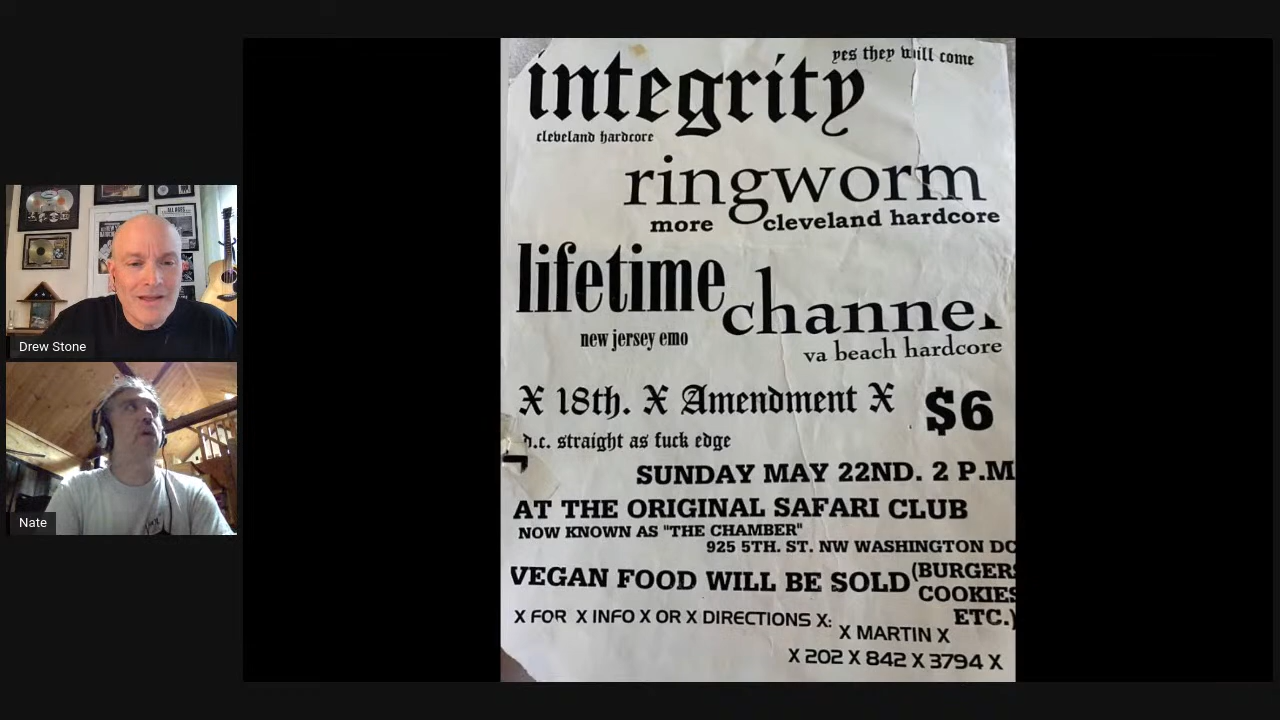 yes they will come
integrity
cleveland hardcore
ringworm
more cleveland hardcore
lifetime
channel
new jersey emo
va beach hardcore
X 18th. X Amendment X
$6
d.c. straight as fuck edge
SUNDAY MAY 22ND. 2 P.M
AT THE ORIGINAL SAFARI CLUB
NOW KNOWN AS "THE CHAMBER"
925 5TH. ST. NW WASHINGTON DC
VEGAN FOOD WILL BE SOLD (BURGERS
COOKIES
ETC.)
X FOR X INFO X OR X DIRECTIONS X:
X MARTIN X
X 202 X 842 X 3794 X
Drew Stone
Nate